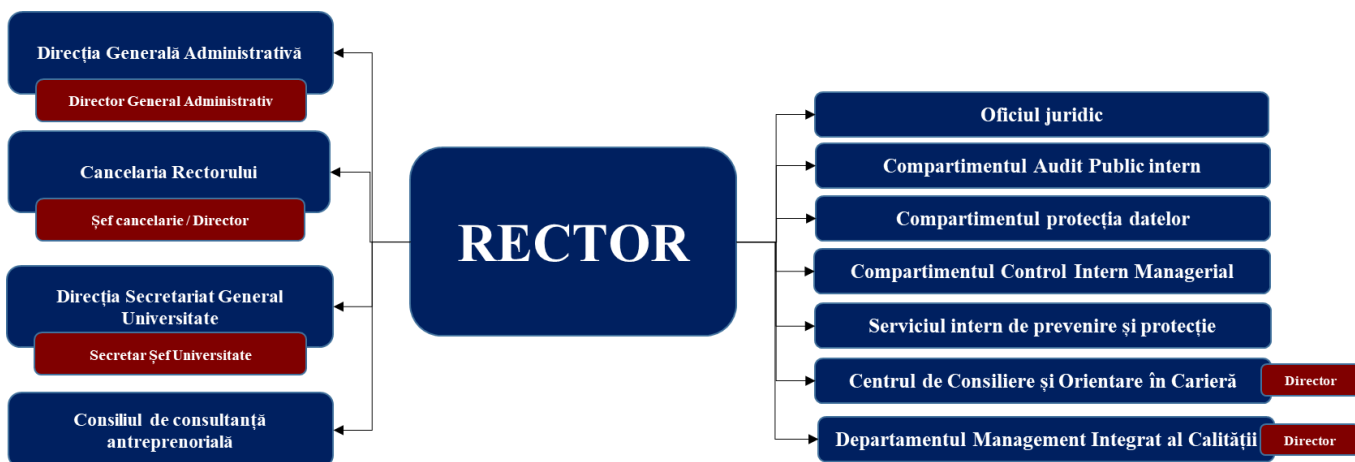 Direcția Generală Administrativă
Director General Administrativ
Cancelaria Rectorului
Șef cancelarie / Director
Direcția Secretariat General
Universitate
Secretar Șef Universitate
Consiliul de consultanță
antreprenorială
RECTOR
Oficiul juridic
Compartimentul Audit Public intern
Compartimentul protecția datelor
Compartimentul Control Intern Managerial
Serviciul intern de prevenire și protecție
Centrul de Consiliere și Orientare în Carieră
Director
Departamentul Management Integrat al Calității
Director